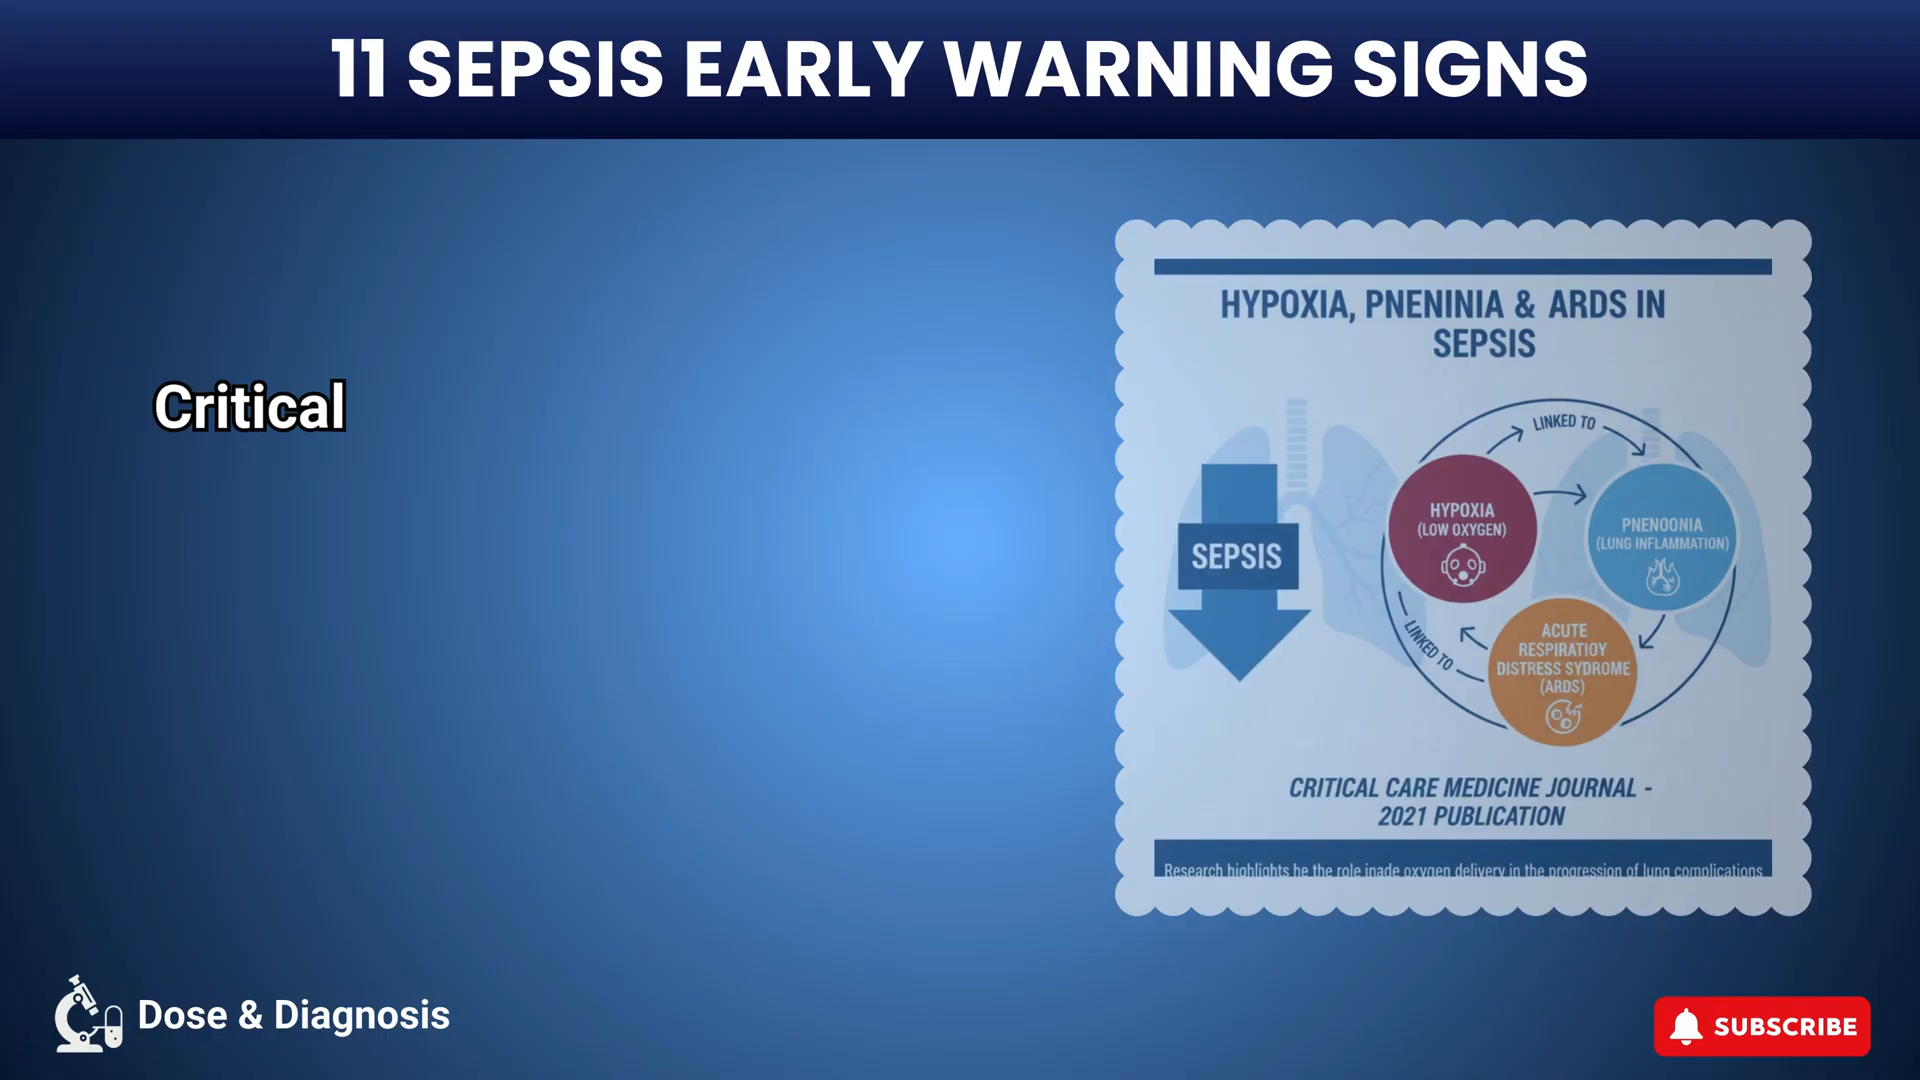 11 SEPSIS EARLY WARNING SIGNS
Critical
HYPOXIA, PNENINIA & ARDS IN
SEPSIS
SEPSIS
LINKED TO
HYPOXIA
(LOW OXYGEN)
PNENOONIA
(LUNG INFLAMMATION)
ACUTE
RESPIRATIOY
DISTRESS SYDROME
(ARDS)
LINKED TO
CRITICAL CARE MEDICINE JOURNAL -
2021 PUBLICATION
Research highlights he the role inade oxygen delivery in the progression of lung complications
Dose & Diagnosis
SUBSCRIBE